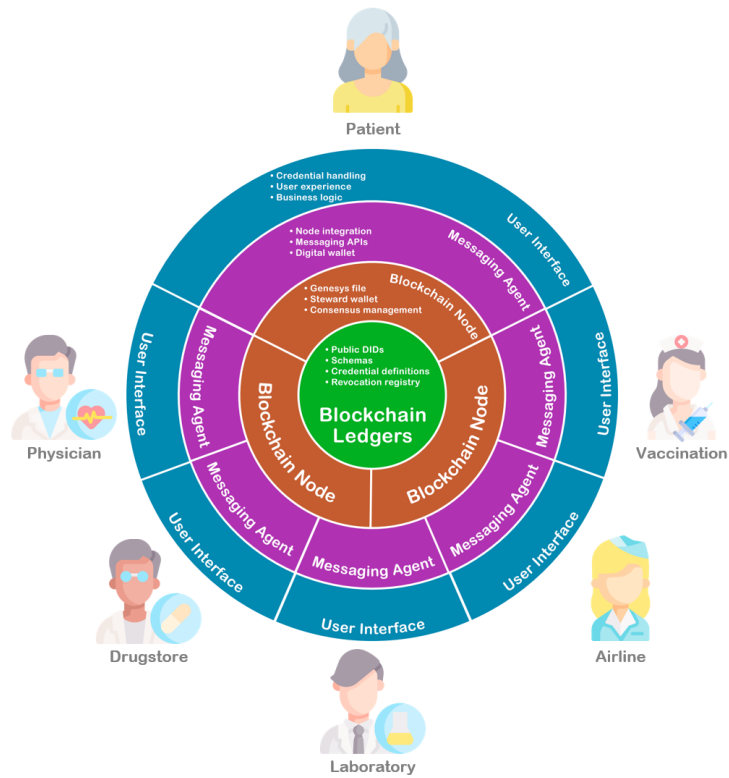 Patient
• Credential handling
• User experience
• Business logic
User Interface
• Node integration
• Messaging APIs
• Digital wallet
Messaging Agent
• Genesys file
• Steward wallet
• Consensus management
Blockchain Node
• Public DIDs
• Schemas
• Credential definitions
• Revocation registry
Blockchain
Ledgers
User Interface
Messaging Agent
Blockchain Node
Blockchain Node
Messaging Agent
User Interface
Physician
Vaccination
User Interface
Messaging Agent
Messaging Agent
Messaging Agent
User Interface
User Interface
Drugstore
Airline
Laboratory